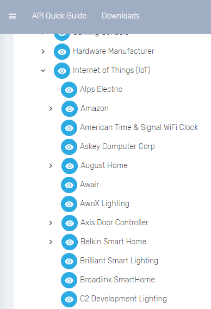 API Quick Guide Downloads
Gaming Console
Hardware Manufacturer
Internet of Things (IoT)
Alps Electric
Amazon
American Time & Signal WiFi Clock
Askey Computer Corp
August Home
Awair
AwoX Lighting
Axis Door Controller
Belkin Smart Home
Brilliant Smart Lighting
Broadlink SmartHome
C2 Development Lighting